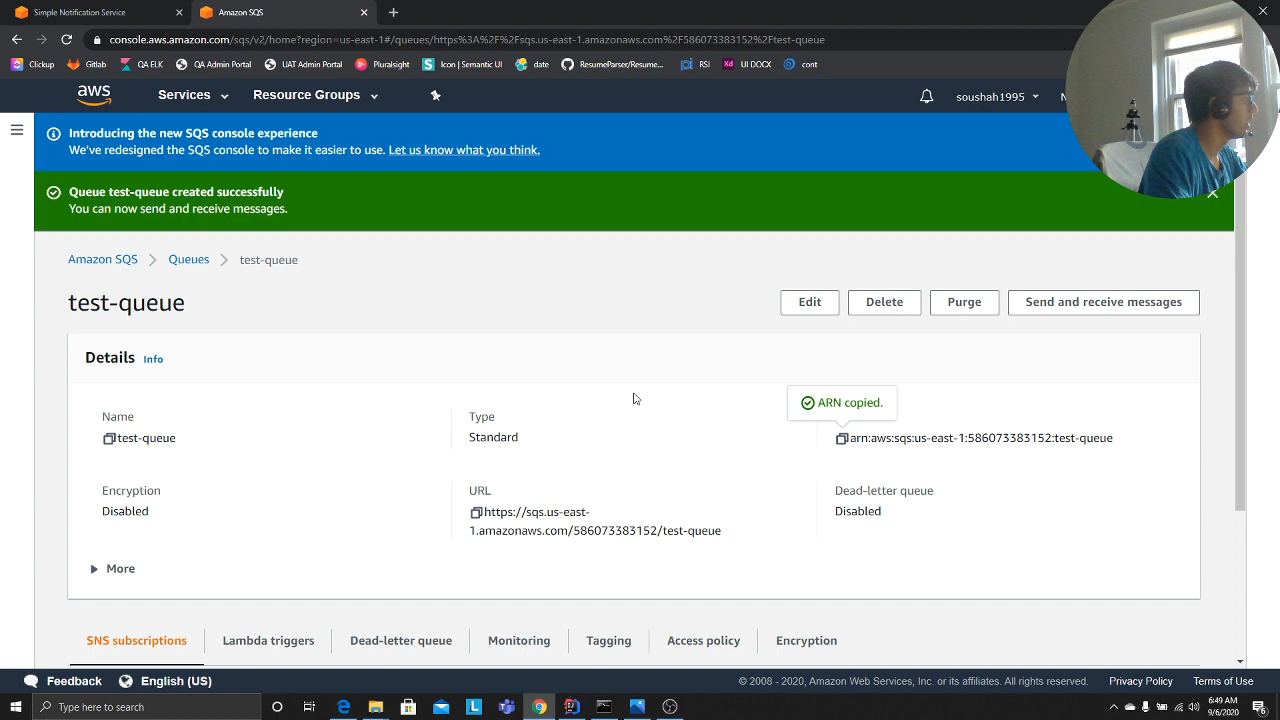 Simple Notification Service
Amazon SQS
console.aws.amazon.com/sqs/v2/home?region=us-east-1#/queues/https%3A%2F%2Fsqs.us-east-1.amazonaws.com%2F586073383152%2Ftest-queue
Clickup
Gitlab
QA ELK
QA Admin Portal
UAT Admin Portal
Pluralsight
Icon | Semantic UI
date
ResumeParser/Resume...
RSI
UI DOCX
cont
aws
Services
Resource Groups
soushah1995
N
Introducing the new SQS console experience
We've redesigned the SQS console to make it easier to use. Let us know what you think.
Queue test-queue created successfully
You can now send and receive messages.
Amazon SQS
Queues
test-queue
test-queue
Edit
Delete
Purge
Send and receive messages
Details
Info
ARN copied.
Name
test-queue
Type
Standard
arn:aws:sqs:us-east-1:586073383152:test-queue
Encryption
Disabled
URL
https://sqs.us-east-
1.amazonaws.com/586073383152/test-queue
Dead-letter queue
Disabled
More
SNS subscriptions
Lambda triggers
Dead-letter queue
Monitoring
Tagging
Access policy
Encryption
Feedback
English (US)
© 2008 - 2020, Amazon Web Services, Inc. or its affiliates. All rights reserved.
Privacy Policy
Terms of Use
Type here to search
6:49 AM
9/6/2020